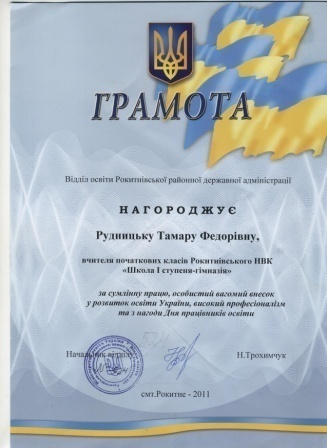 ГРАМОТА
Відділ освіти Рокитнівської районної державної адміністрації
НАГОРОДЖУЄ
Рудницьку Тамару Федорівну,
вчителя початкових класів Рокитнівського НВК
«Школа І ступеня-гімназія»
за сумлінну працю, особистий вагомий внесок
у розвиток освіти України, високий професіоналізм
та з нагоди Дня працівників освіти
Начальник відділу
Н.Трохимчук
смт.Рокитне - 2011